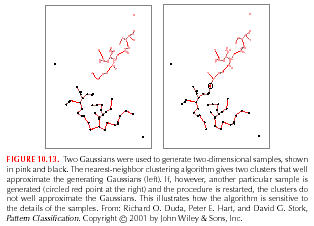 FIGURE 10.13. Two Gaussians were used to generate two-dimensional samples, shown
in pink and black. The nearest-neighbor clustering algorithm gives two clusters that well
approximate the generating Gaussians (left). If, however, another particular sample is
generated (circled red point at the right) and the procedure is restarted, the clusters do
not well approximate the Gaussians. This illustrates how the algorithm is sensitive to
the details of the samples. From: Richard O. Duda, Peter E. Hart, and David G. Stork,
Pattern Classification. Copyright © 2001 by John Wiley & Sons, Inc.